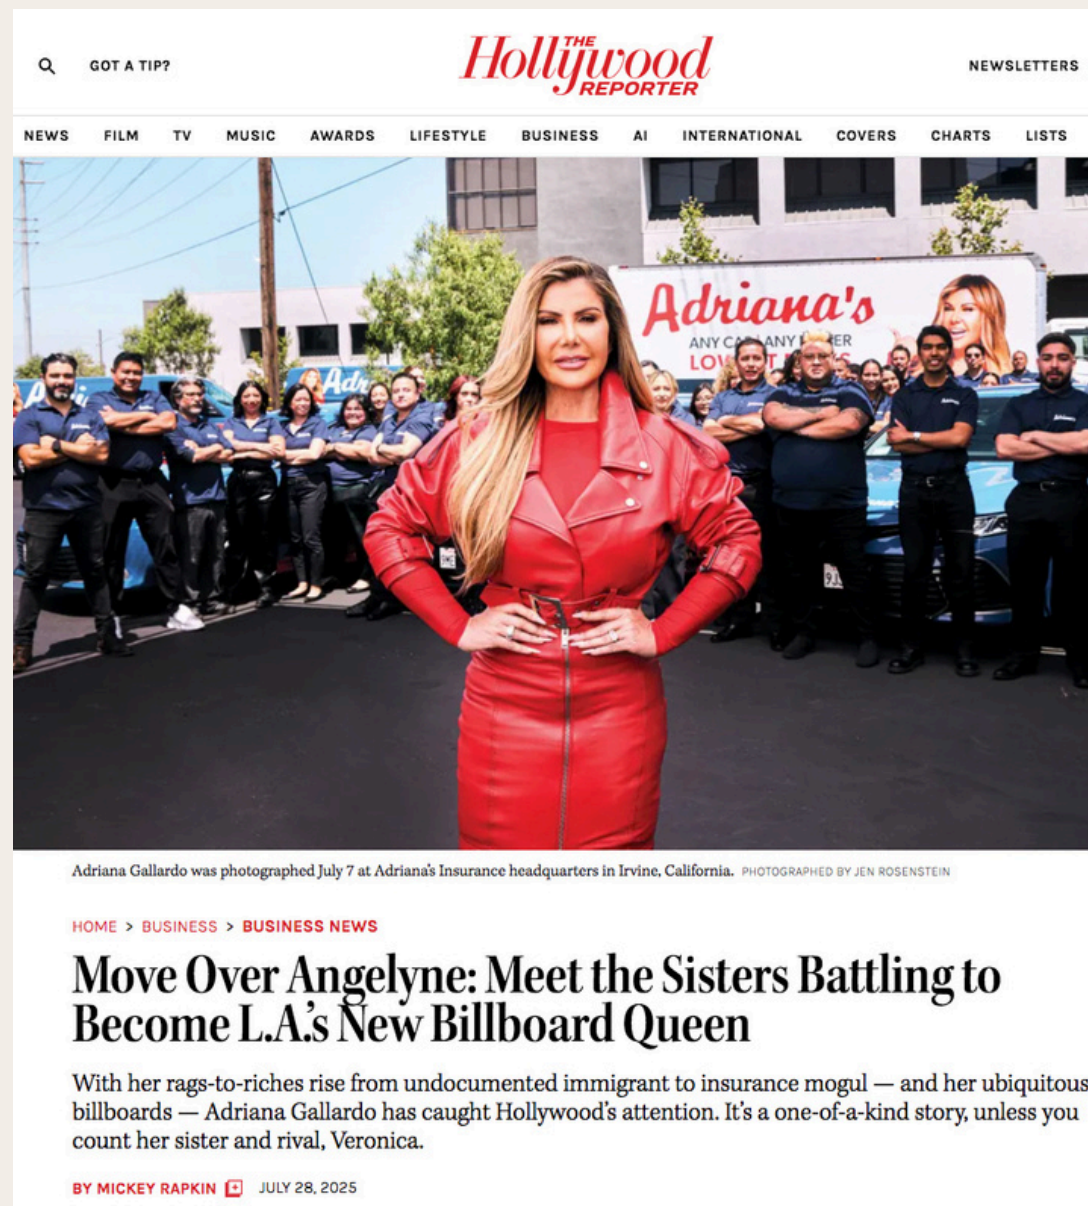 GOT A TIP?
THE
Hollywood
REPORTER
NEWSLETTERS
NEWS FILM TV MUSIC AWARDS LIFESTYLE BUSINESS AI INTERNATIONAL COVERS CHARTS LISTS
Adriana's
ANY
LOW
Adriana Gallardo was photographed July 7 at Adriana's Insurance headquarters in Irvine, California. PHOTOGRAPHED BY JEN ROSENSTEIN
HOME > BUSINESS > BUSINESS NEWS
Move Over Angelyne: Meet the Sisters Battling to
Become L.A.'s New Billboard Queen
With her rags-to-riches rise from undocumented immigrant to insurance mogul — and her ubiquitous
billboards — Adriana Gallardo has caught Hollywood's attention. It's a one-of-a-kind story, unless you
count her sister and rival, Veronica.
BY MICKEY RAPKIN JULY 28, 2025